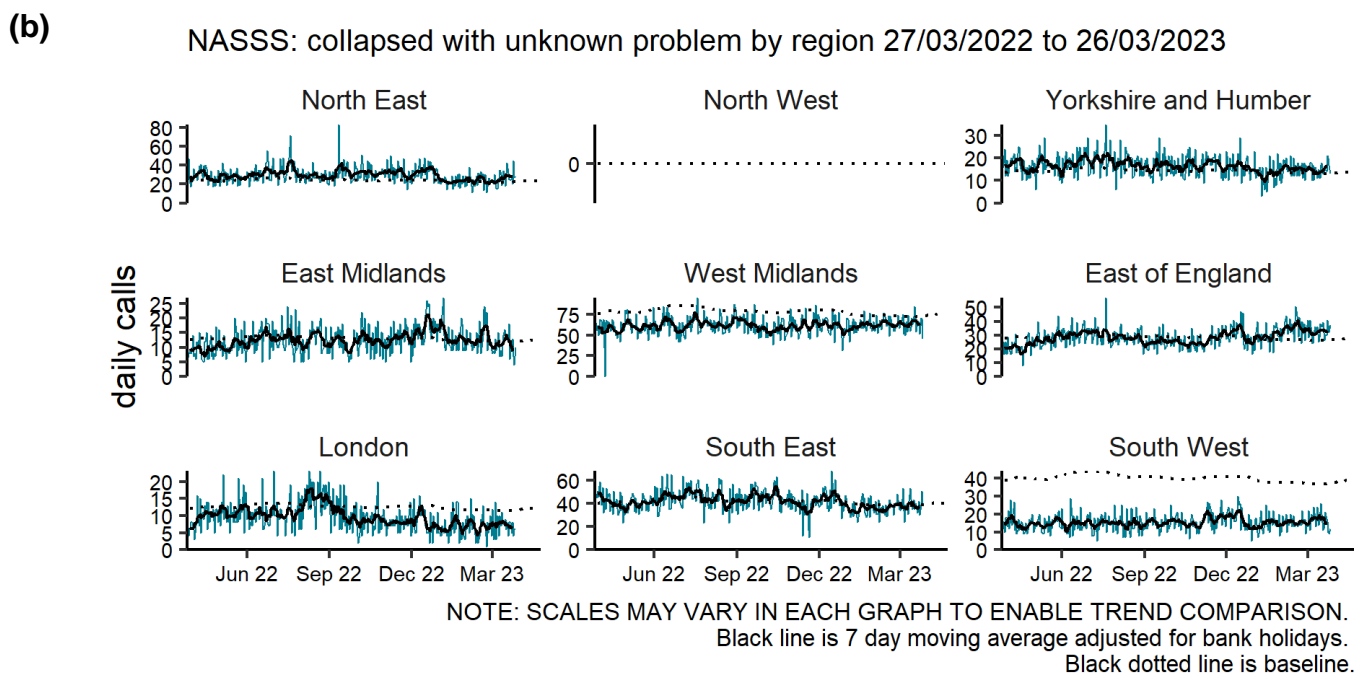 (b)
NASSS: collapsed with unknown problem by region 27/03/2022 to 26/03/2023
North East
80
60
40
20
0
North West
0
Yorkshire and Humber
30
20
10
0
daily calls
East Midlands
25
20
15
10
5
0
West Midlands
75
50
25
0
East of England
50
40
30
20
10
0
London
20
15
10
5
0
Jun 22 Sep 22 Dec 22 Mar 23
South East
60
40
20
0
Jun 22 Sep 22 Dec 22 Mar 23
South West
40
30
20
10
0
Jun 22 Sep 22 Dec 22 Mar 23
NOTE: SCALES MAY VARY IN EACH GRAPH TO ENABLE TREND COMPARISON.
Black line is 7 day moving average adjusted for bank holidays.
Black dotted line is baseline.